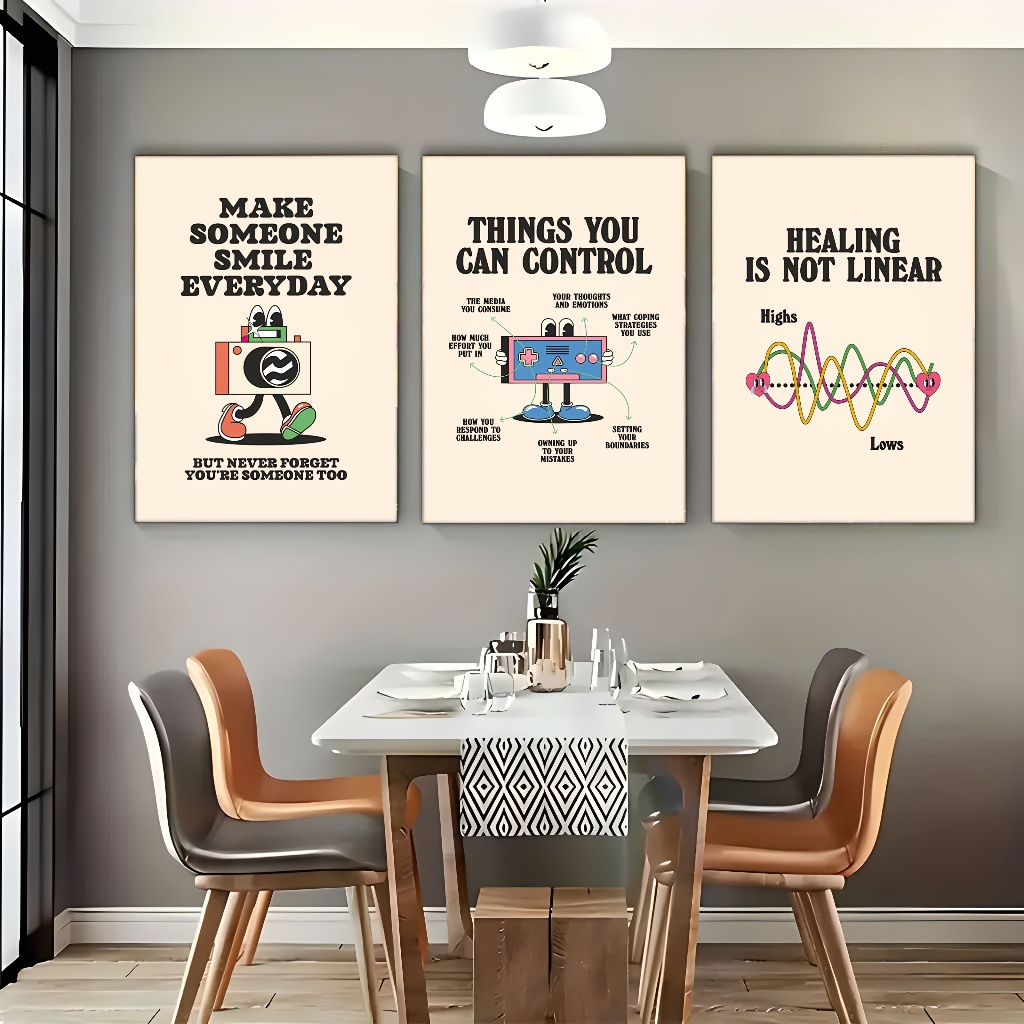 MAKE
SOMEONE
SMILE
EVERYDAY
BUT NEVER FORGET
YOU'RE SOMEONE TOO
THINGS YOU
CAN CONTROL
THE MEDIA
YOU CONSUME
YOUR THOUGHTS
AND EMOTIONS
WHAT COPING
STRATEGIES
YOU USE
HOW MUCH
EFFORT YOU
PUT IN
HOW YOU
RESPOND TO
CHALLENGES
OWNING UP
TO YOUR
MISTAKES
SETTING
YOUR
BOUNDARIES
HEALING
IS NOT LINEAR
Highs
Lows